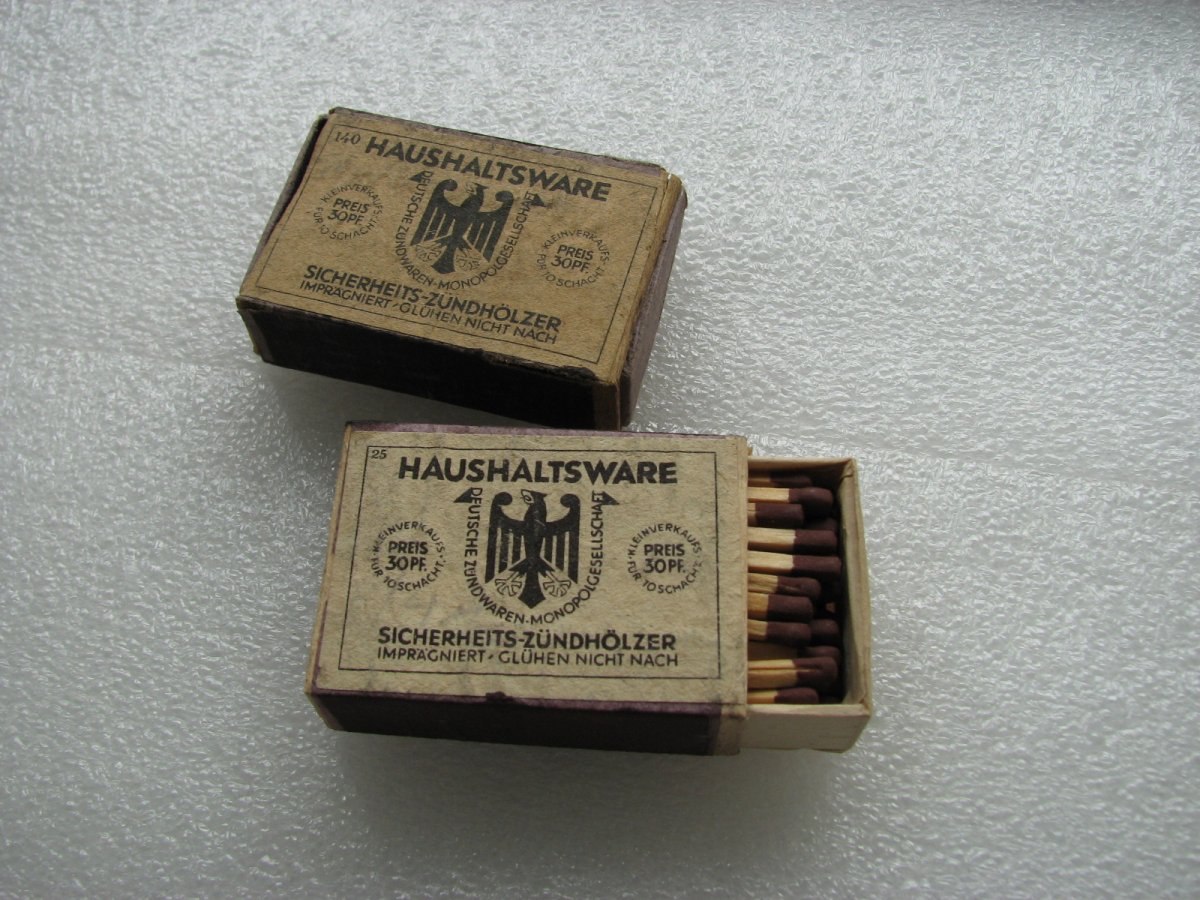 140 HAUSHALTSWARE
DEUTSCHE ZÜNDWAREN-MONOPOLGESELLSCHAFT
·KLEINVERKAUFS·
PREIS
30PF.
FÜR 10 SCHACHT.
·KLEINVERKAUFS·
PREIS
30PF.
FÜR 10 SCHACHT.
SICHERHEITS-ZÜNDHÖLZER
IMPRÄGNIERT-GLÜHEN NICHT NACH
25
HAUSHALTSWARE
DEUTSCHE ZÜNDWAREN-MONOPOLGESELLSCHAFT
·KLEINVERKAUFS·
PREIS
30PF.
FÜR 10 SCHACHT.
·KLEINVERKAUFS·
PREIS
30PF.
FÜR 10 SCHACHT.
SICHERHEITS-ZÜNDHÖLZER
IMPRÄGNIERT-GLÜHEN NICHT NACH